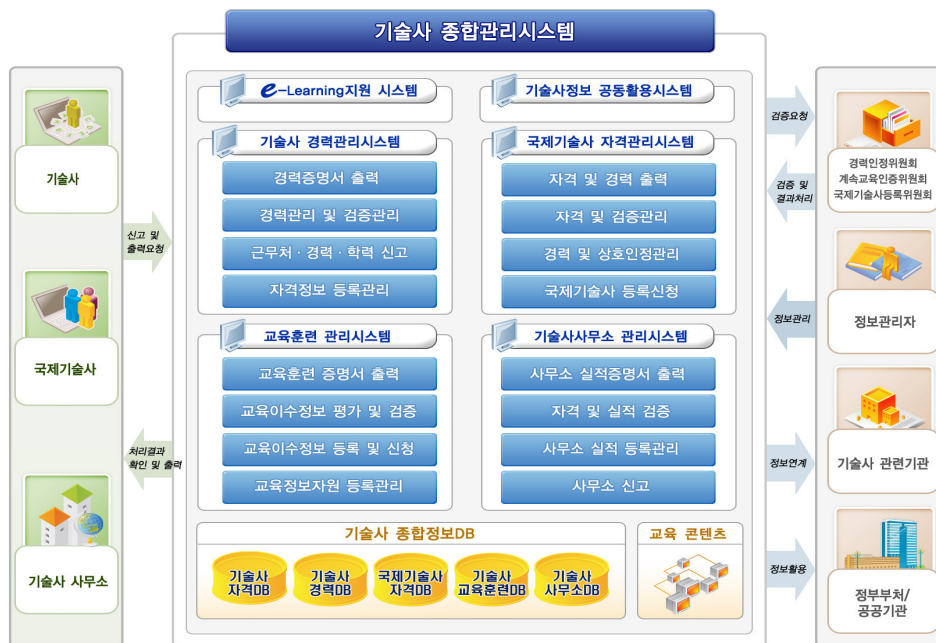 기술사 종합관리시스템
e-Learning지원 시스템
기술사정보 공동활용시스템
기술사 경력관리시스템
경력증명서 출력
경력관리 및 검증관리
근무처·경력·학력 신고
자격정보 등록관리
국제기술사 자격관리시스템
자격 및 경력 출력
자격 및 검증관리
경력 및 상호인정관리
국제기술사 등록신청
교육훈련 관리시스템
교육훈련 증명서 출력
교육이수정보 평가 및 검증
교육이수정보 등록 및 신청
교육정보자원 등록관리
기술사사무소 관리시스템
사무소 실적증명서 출력
자격 및 실적 검증
사무소 실적 등록관리
사무소 신고
기술사 종합정보DB
기술사
자격DB
기술사
경력DB
국제기술사
자격DB
기술사
교육훈련DB
기술사
사무소DB
교육 콘텐츠
기술사
국제기술사
기술사 사무소
신고 및
출력요청
처리결과
확인 및 출력
검증요청
검증 및
결과처리
정보관리
정보연계
정보활용
경력인정위원회
계속교육인증위원회
국제기술사등록위원회
정보관리자
기술사 관련기관
정부부처/
공공기관